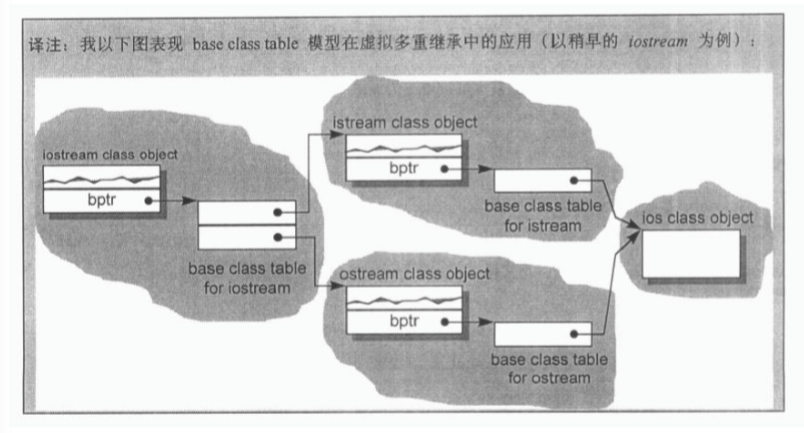 译注：我以下图表现 base class table 模型在虚拟多重继承中的应用（以稍早的 iostream 为例）：
istream class object
bptr
base class table
for istream
iostream class object
bptr
base class table
for iostream
ostream class object
bptr
base class table
for ostream
ios class object